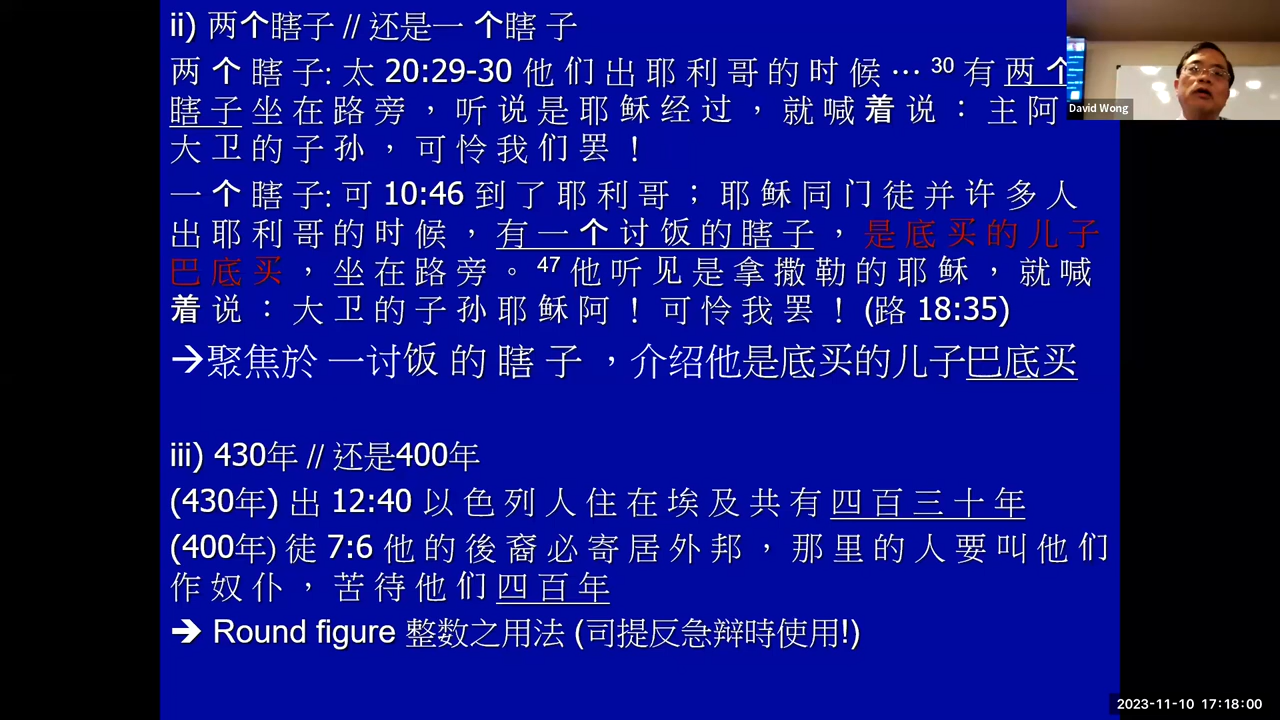 ii) 两个瞎子 // 还是一 个瞎 子
两 个 瞎 子: 太 20:29-30 他 们 出 耶 利 哥 的 时 候 … 30 有 两 个
瞎 子 坐 在 路 旁 ， 听 说 是 耶 稣 经 过 ， 就 喊 着 说 ： 主 阿
大 卫 的 子 孙 ， 可 怜 我 们 罢 ！
一 个 瞎 子: 可 10:46 到 了 耶 利 哥 ； 耶 稣 同 门 徒 并 许 多 人
出 耶 利 哥 的 时 候 ， 有 一 个 讨 饭 的 瞎 子 ， 是 底 买 的 儿 子
巴 底 买 ， 坐 在 路 旁 。 47 他 听 见 是 拿 撒 勒 的 耶 稣 ， 就 喊
着 说 ： 大 卫 的 子 孙 耶 稣 阿 ！ 可 怜 我 罢 ！ (路 18:35)
→聚焦於 一讨饭 的 瞎 子 ，介绍他是底买的儿子巴底买
iii) 430年 // 还是400年
(430年) 出 12:40 以 色 列 人 住 在 埃 及 共 有 四 百 三 十 年
(400年) 徒 7:6 他 的 後 裔 必 寄 居 外 邦 ， 那 里 的 人 要 叫 他 们
作 奴 仆 ， 苦 待 他 们 四 百 年
→ Round figure 整数之用法 (司提反急辩時使用!)
David Wong
2023-11-10 17:18:00